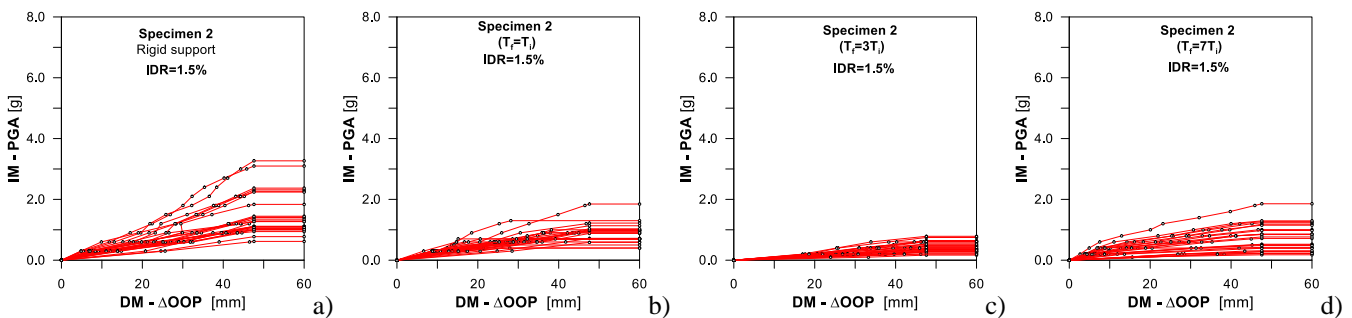 8.0
6.0
4.0
2.0
0.0
IM - PGA [g]
Specimen 2
Rigid support
IDR=1.5%
0 20 40 60
DM - ΔOOP [mm]
a)
8.0
6.0
4.0
2.0
0.0
IM - PGA [g]
Specimen 2
(Tf=Ti)
IDR=1.5%
0 20 40 60
DM - ΔOOP [mm]
b)
8.0
6.0
4.0
2.0
0.0
IM - PGA [g]
Specimen 2
(Tf=3Ti)
IDR=1.5%
0 20 40 60
DM - ΔOOP [mm]
c)
8.0
6.0
4.0
2.0
0.0
IM - PGA [g]
Specimen 2
(Tf=7Ti)
IDR=1.5%
0 20 40 60
DM - ΔOOP [mm]
d)